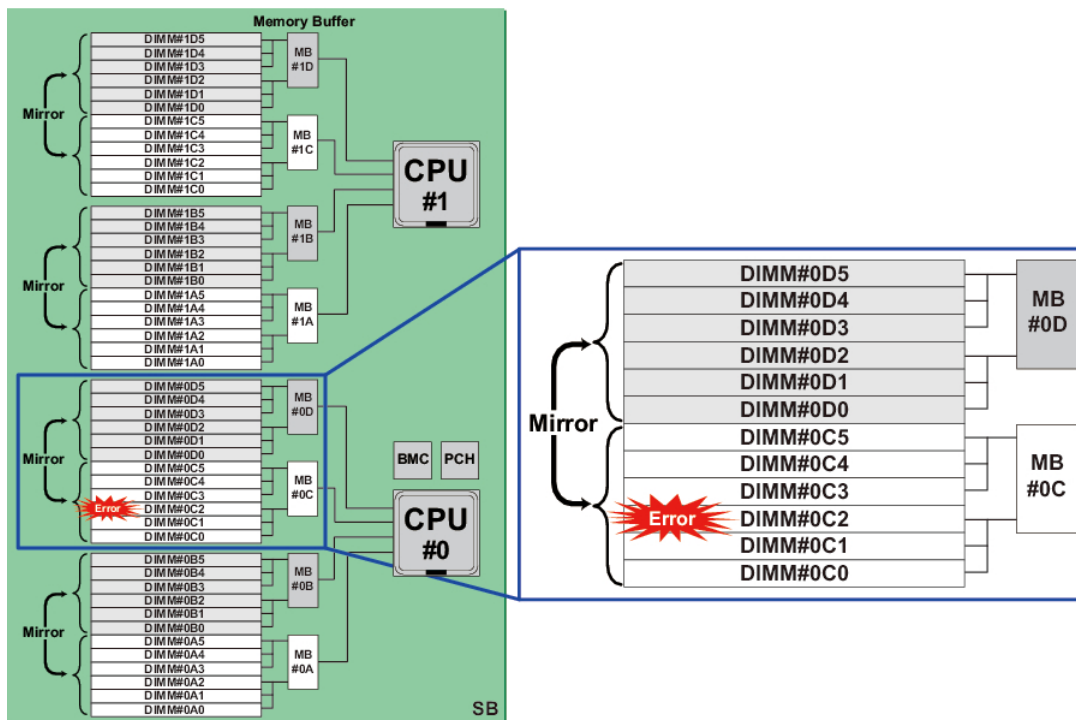 Memory Buffer
DIMM#1D5
DIMM#1D4
DIMM#1D3
DIMM#1D2
DIMM#1D1
DIMM#1D0
MB
#1D
Mirror
DIMM#1C5
DIMM#1C4
DIMM#1C3
DIMM#1C2
DIMM#1C1
DIMM#1C0
MB
#1C
CPU
#1
DIMM#1B5
DIMM#1B4
DIMM#1B3
DIMM#1B2
DIMM#1B1
DIMM#1B0
MB
#1B
Mirror
DIMM#1A5
DIMM#1A4
DIMM#1A3
DIMM#1A2
DIMM#1A1
DIMM#1A0
MB
#1A
DIMM#0D5
DIMM#0D4
DIMM#0D3
DIMM#0D2
DIMM#0D1
DIMM#0D0
MB
#0D
Mirror
DIMM#0C5
DIMM#0C4
DIMM#0C3
DIMM#0C2
DIMM#0C1
DIMM#0C0
Error
MB
#0C
BMC
PCH
CPU
#0
DIMM#0B5
DIMM#0B4
DIMM#0B3
DIMM#0B2
DIMM#0B1
DIMM#0B0
MB
#0B
Mirror
DIMM#0A5
DIMM#0A4
DIMM#0A3
DIMM#0A2
DIMM#0A1
DIMM#0A0
MB
#0A
SB
DIMM#0D5
DIMM#0D4
DIMM#0D3
DIMM#0D2
DIMM#0D1
DIMM#0D0
MB
#0D
Mirror
DIMM#0C5
DIMM#0C4
DIMM#0C3
DIMM#0C2
DIMM#0C1
DIMM#0C0
Error
MB
#0C